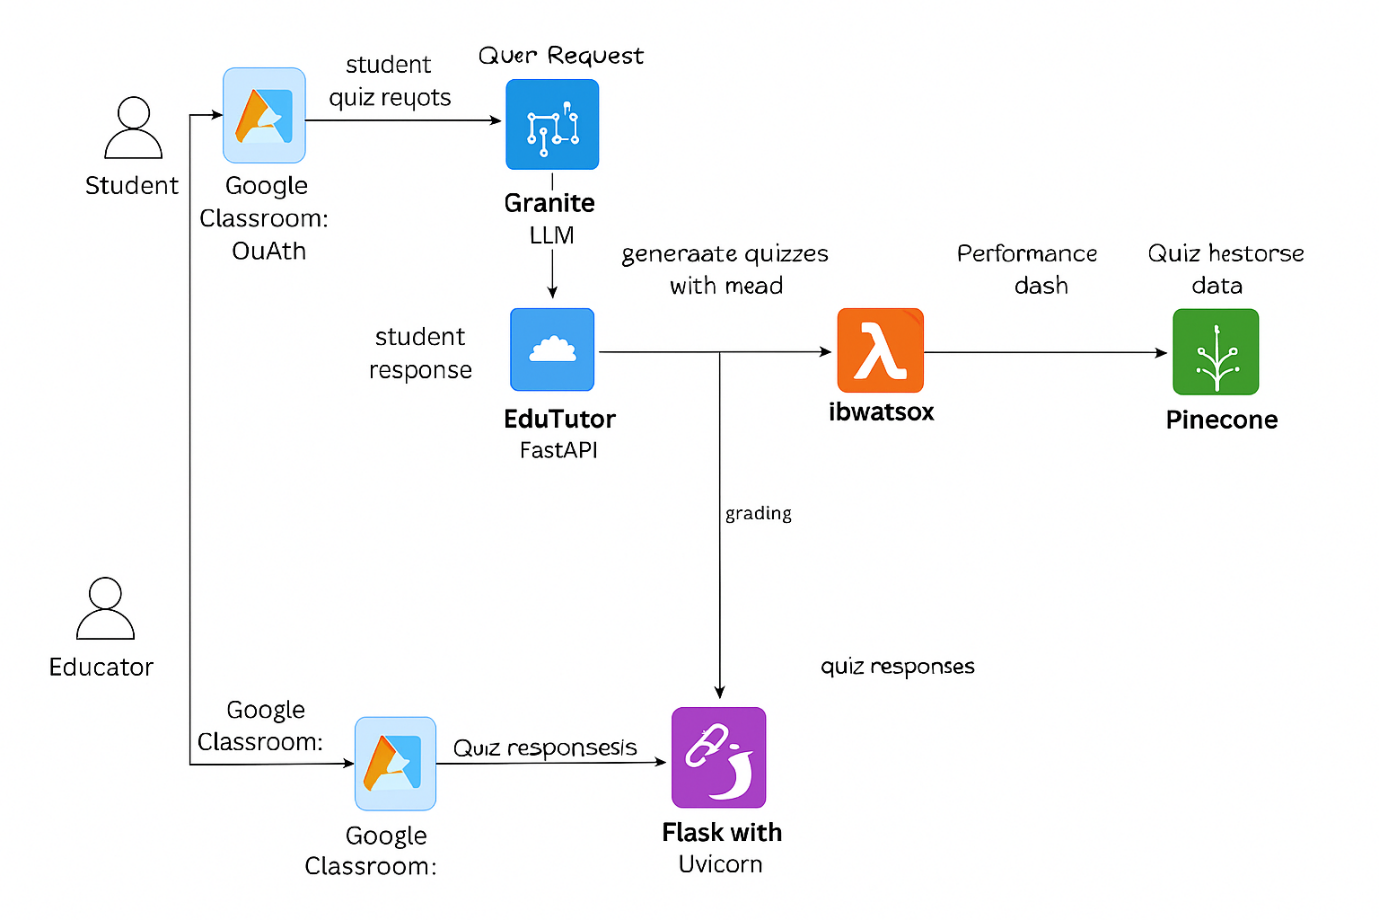 Quer Request
student
quiz reyots
Student
Google
Classroom:
OuAth
Granite
LLM
generaate quizzes
with mead
Performance
dash
Quiz hestorse
data
student
response
EduTutor
FastAPI
ibwatsox
Pinecone
grading
Educator
quiz responses
Google
Classroom:
Quiz responsesis
Google
Classroom:
Flask with
Uvicorn